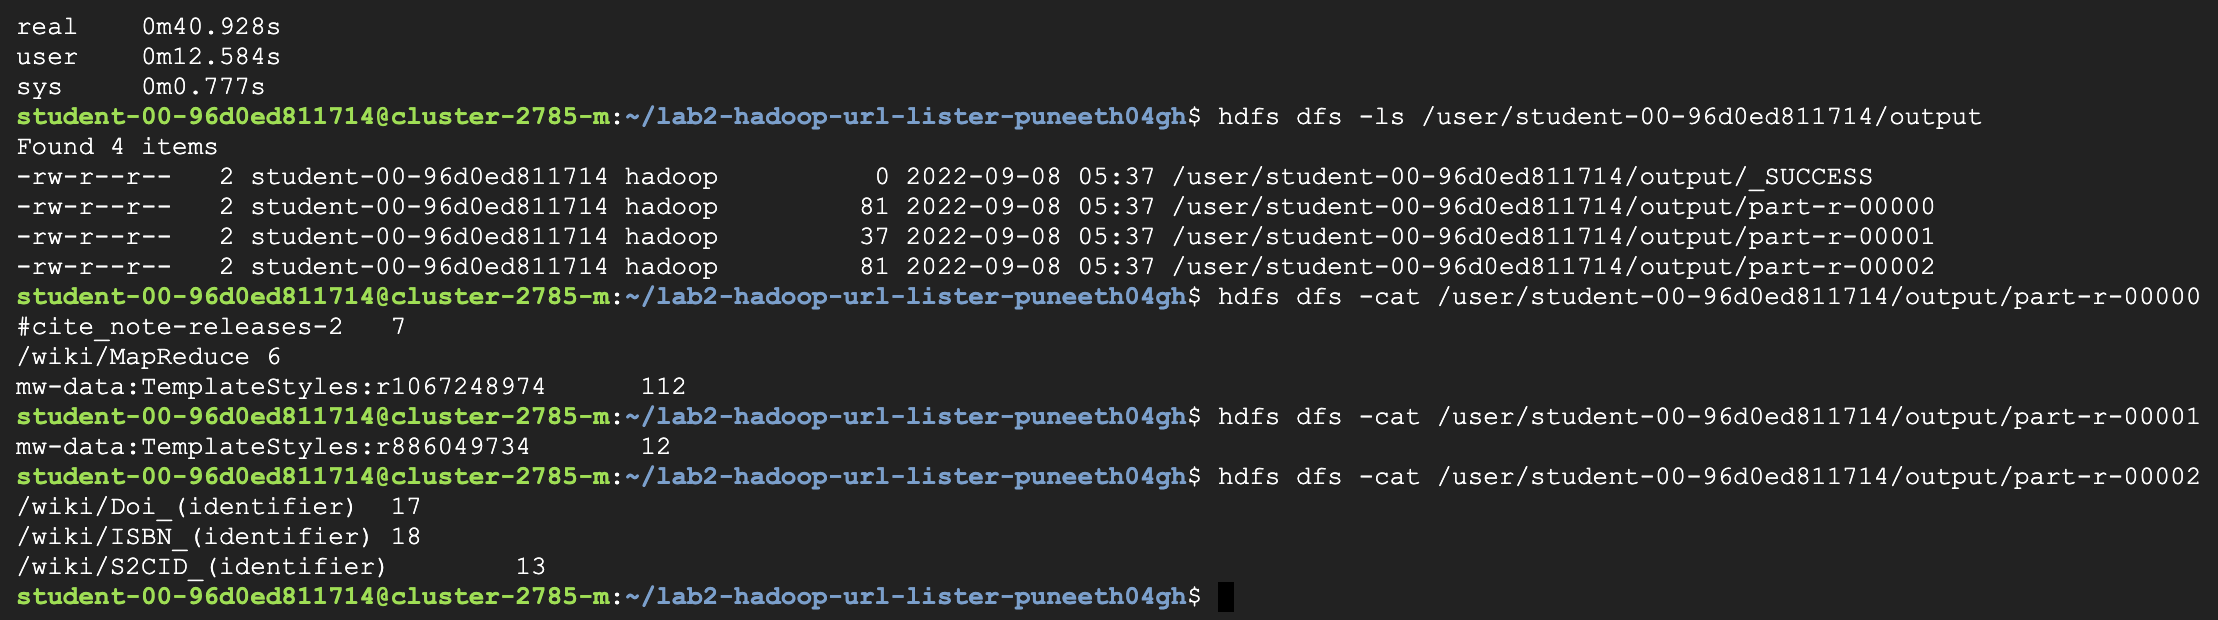 real    0m40.928s
user    0m12.584s
sys     0m0.777s
student-00-96d0ed811714@cluster-2785-m:~/lab2-hadoop-url-lister-puneeth04gh$ hdfs dfs -ls /user/student-00-96d0ed811714/output
Found 4 items
-rw-r--r--   2 student-00-96d0ed811714 hadoop          0 2022-09-08 05:37 /user/student-00-96d0ed811714/output/_SUCCESS
-rw-r--r--   2 student-00-96d0ed811714 hadoop         81 2022-09-08 05:37 /user/student-00-96d0ed811714/output/part-r-00000
-rw-r--r--   2 student-00-96d0ed811714 hadoop         37 2022-09-08 05:37 /user/student-00-96d0ed811714/output/part-r-00001
-rw-r--r--   2 student-00-96d0ed811714 hadoop         81 2022-09-08 05:37 /user/student-00-96d0ed811714/output/part-r-00002
student-00-96d0ed811714@cluster-2785-m:~/lab2-hadoop-url-lister-puneeth04gh$ hdfs dfs -cat /user/student-00-96d0ed811714/output/part-r-00000
#cite_note-releases-2   7
/wiki/MapReduce 6
mw-data:TemplateStyles:r1067248974      112
student-00-96d0ed811714@cluster-2785-m:~/lab2-hadoop-url-lister-puneeth04gh$ hdfs dfs -cat /user/student-00-96d0ed811714/output/part-r-00001
mw-data:TemplateStyles:r886049734       12
student-00-96d0ed811714@cluster-2785-m:~/lab2-hadoop-url-lister-puneeth04gh$ hdfs dfs -cat /user/student-00-96d0ed811714/output/part-r-00002
/wiki/Doi_(identifier)  17
/wiki/ISBN_(identifier) 18
/wiki/S2CID_(identifier)        13
student-00-96d0ed811714@cluster-2785-m:~/lab2-hadoop-url-lister-puneeth04gh$